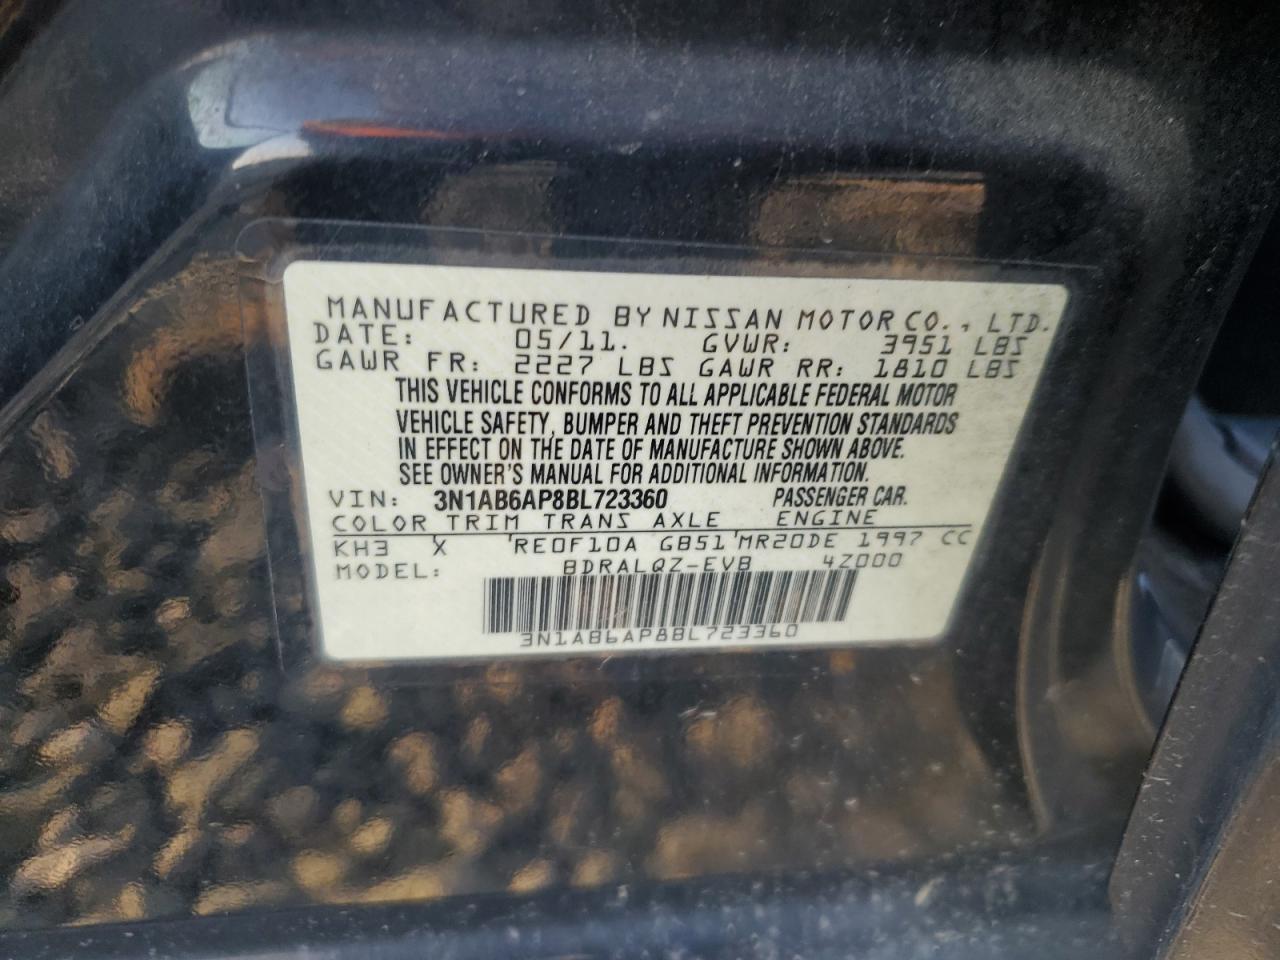 MANUFACTURED BY NISSAN MOTOR CO., LTD.
DATE: 05/11. GVWR: 3951 LBS
GAWR FR: 2227 LBS GAWR RR: 1810 LBS
THIS VEHICLE CONFORMS TO ALL APPLICABLE FEDERAL MOTOR
VEHICLE SAFETY, BUMPER AND THEFT PREVENTION STANDARDS
IN EFFECT ON THE DATE OF MANUFACTURE SHOWN ABOVE.
SEE OWNER'S MANUAL FOR ADDITIONAL INFORMATION.
VIN: 3N1AB6AP8BL723360 PASSENGER CAR.
COLOR TRIM TRANS AXLE ENGINE
KH3 X RE0F10A GB51 MR20DE 1997 CC
MODEL: BDRALQZ-EVB 4Z000
3N1AB6AP8BL723360